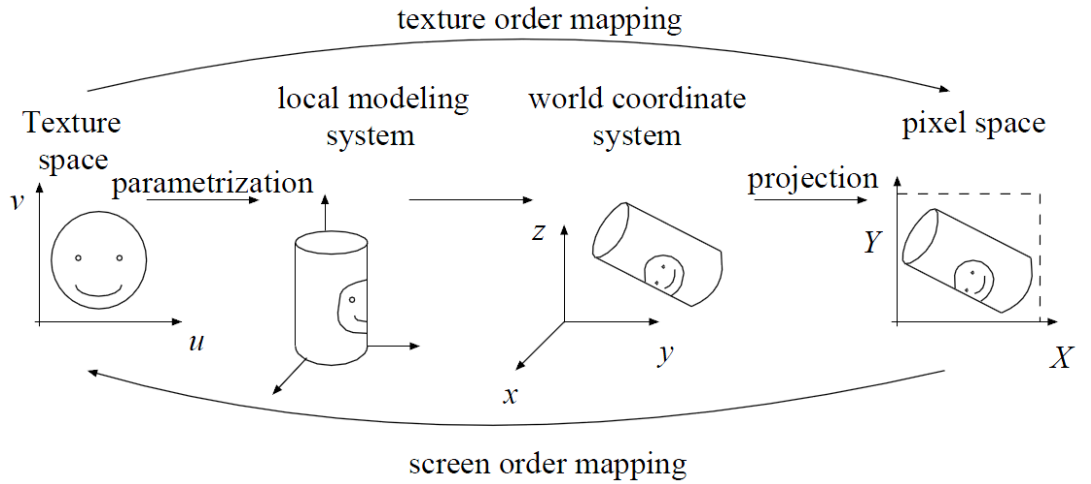 texture order mapping
Texture
space
local modeling
system
world coordinate
system
pixel space
parametrization
projection
v
u
z
y
x
Y
X
screen order mapping